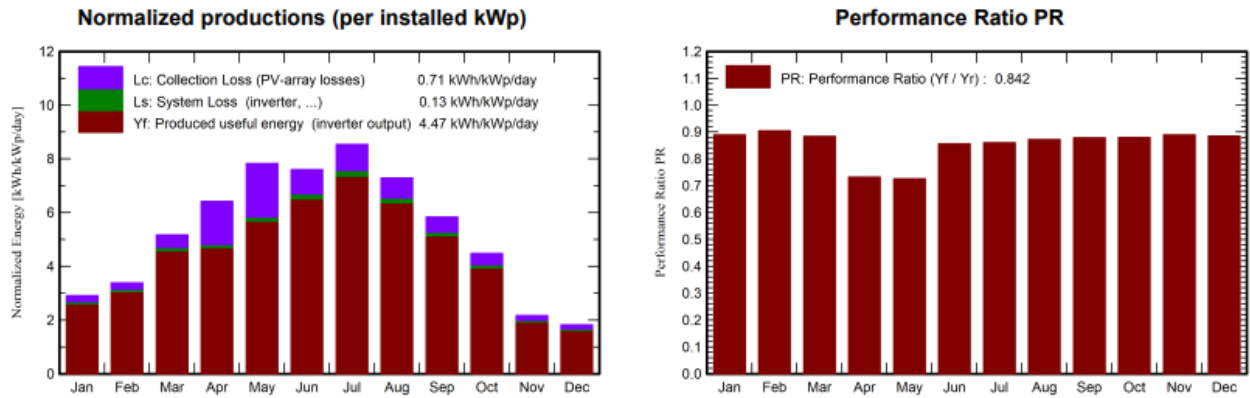 Normalized productions (per installed kWp)
12
10
8
6
4
2
0
Normalized Energy [kWh/kWp/day]
Lc: Collection Loss (PV-array losses) 0.71 kWh/kWp/day
Ls: System Loss (inverter, ...) 0.13 kWh/kWp/day
Yf: Produced useful energy (inverter output) 4.47 kWh/kWp/day
Jan Feb Mar Apr May Jun Jul Aug Sep Oct Nov Dec
Performance Ratio PR
1.2
1.1
1.0
0.9
0.8
0.7
0.6
0.5
0.4
0.3
0.2
0.1
0.0
Performance Ratio PR
PR: Performance Ratio (Yf / Yr) : 0.842
Jan Feb Mar Apr May Jun Jul Aug Sep Oct Nov Dec